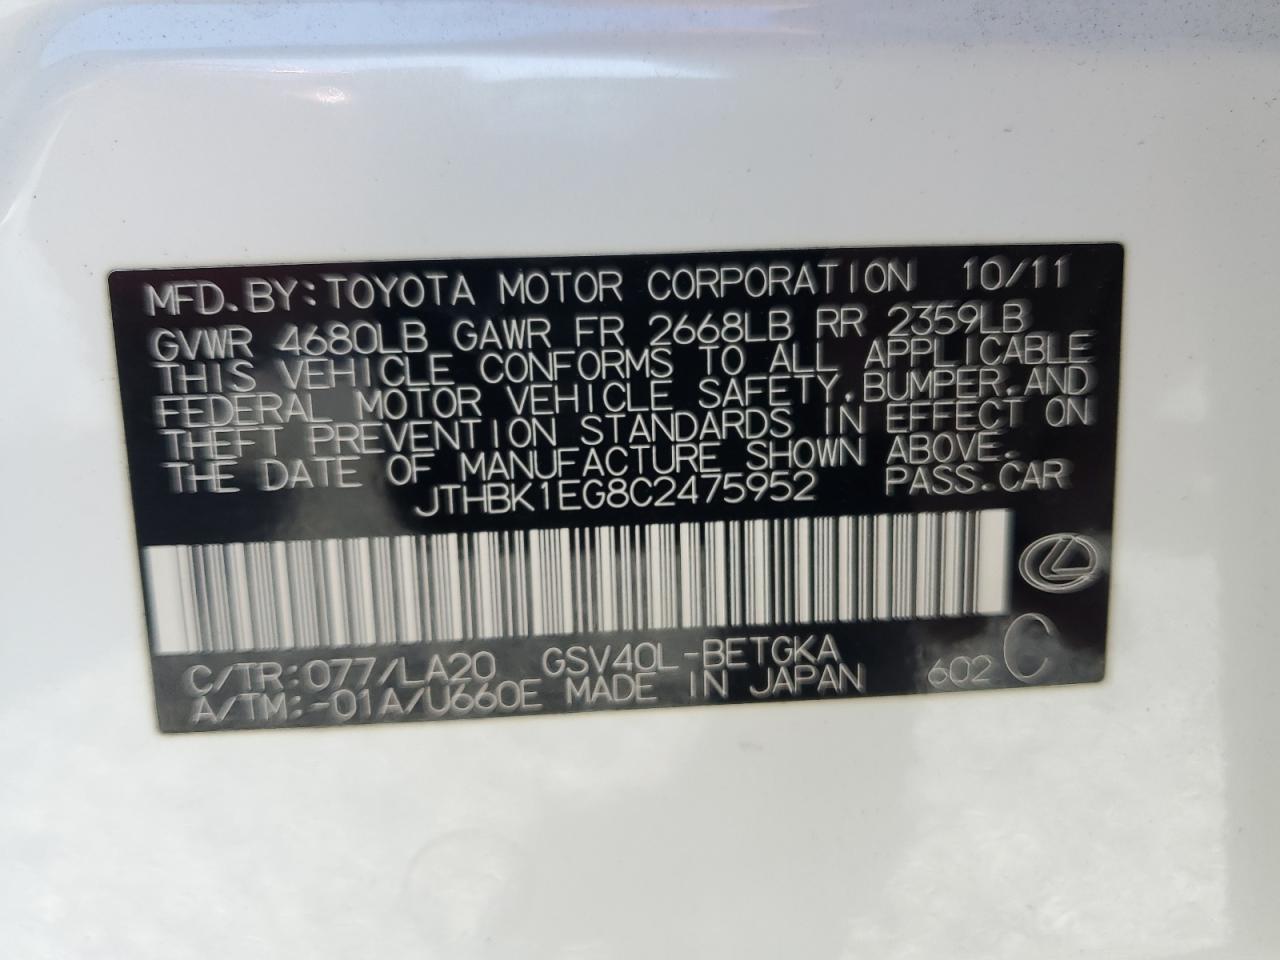 MFD. BY: TOYOTA MOTOR CORPORATION 10/11
GVWR 4680LB GAWR FR 2668LB RR 2359LB
THIS VEHICLE CONFORMS TO ALL APPLICABLE
FEDERAL MOTOR VEHICLE SAFETY, BUMPER, AND
THEFT PREVENTION STANDARDS IN EFFECT ON
THE DATE OF MANUFACTURE SHOWN ABOVE.
JTHBK1EG8C2475952 PASS. CAR
C/TR: 077/LA20 GSV40L-BETGKA
A/TM: -01A/U660E MADE IN JAPAN 602 C